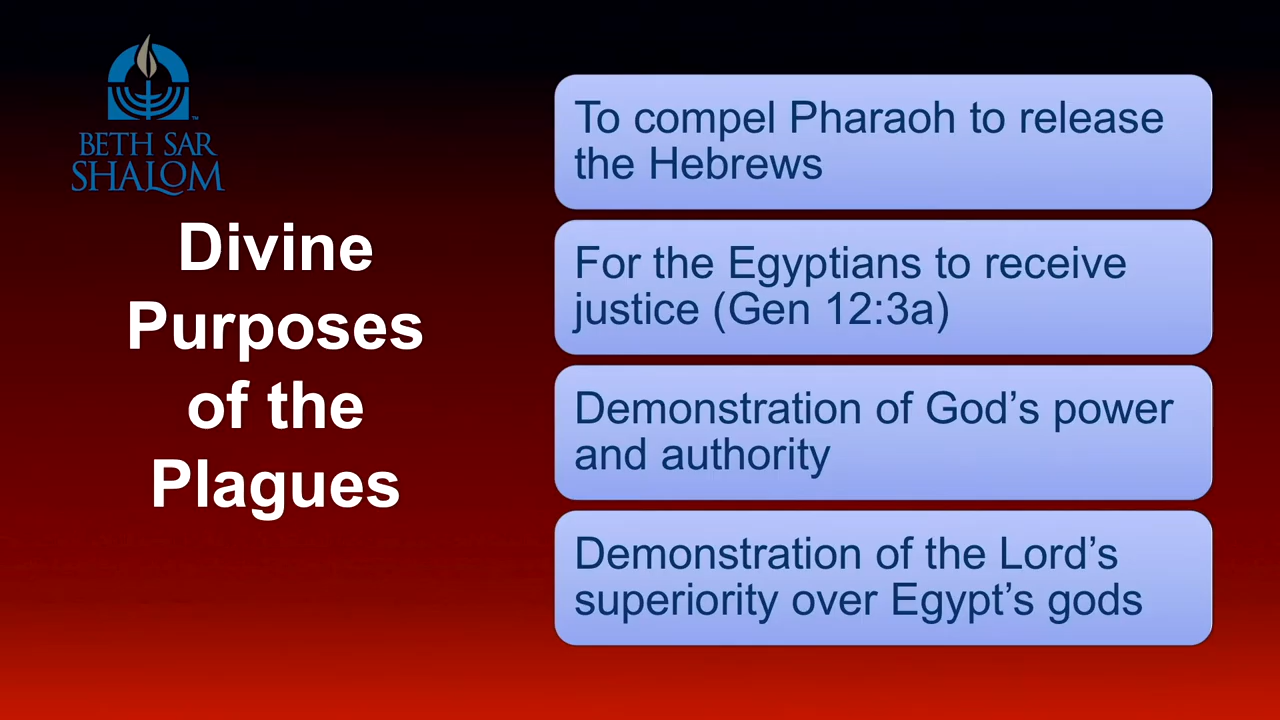 BETH SAR
SHALOM
™
Divine
Purposes
of the
Plagues
To compel Pharaoh to release
the Hebrews
For the Egyptians to receive
justice (Gen 12:3a)
Demonstration of God’s power
and authority
Demonstration of the Lord’s
superiority over Egypt’s gods